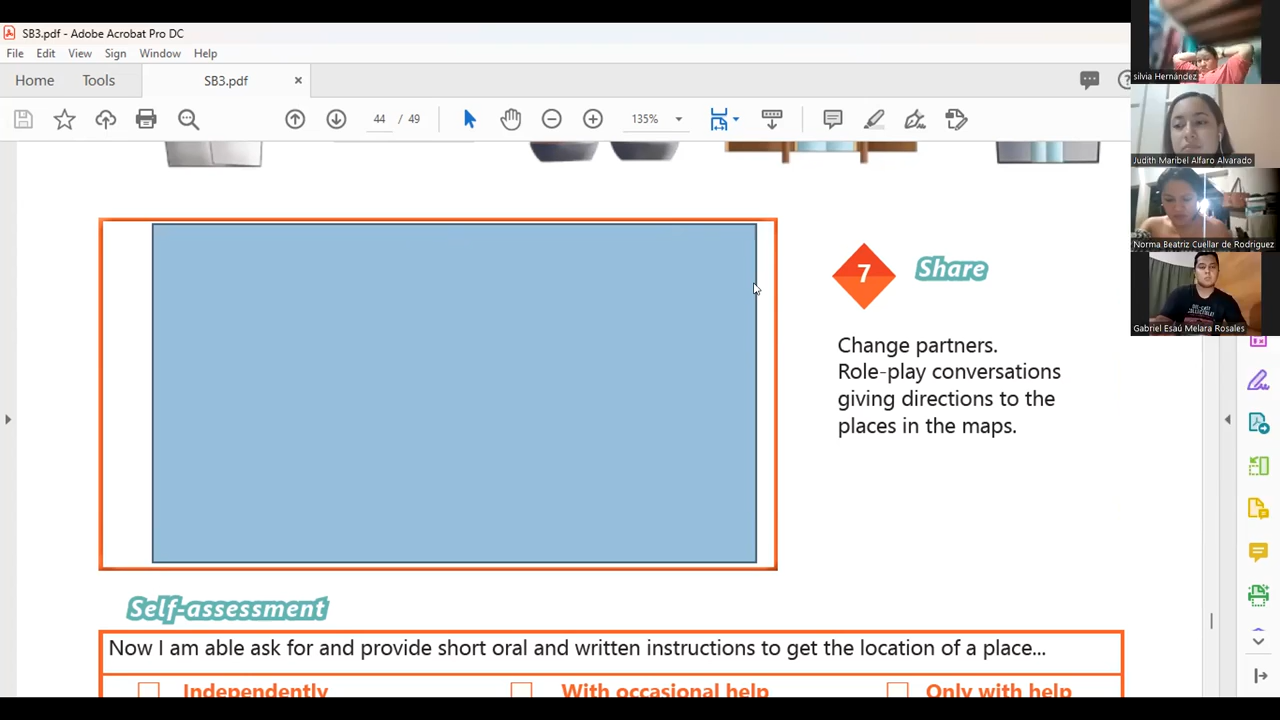 SB3.pdf - Adobe Acrobat Pro DC
File Edit View Sign Window Help
Home Tools SB3.pdf ×
44 / 49 135%
7 Share
Change partners.
Role-play conversations
giving directions to the
places in the maps.
Self-assessment
Now I am able ask for and provide short oral and written instructions to get the location of a place...
Independently With occasional help Only with help
silvia Hernández
Judith Maribel Alfaro Alvarado
Norma Beatriz Cuellar de Rodriguez
Gabriel Esaú Melara Rosales